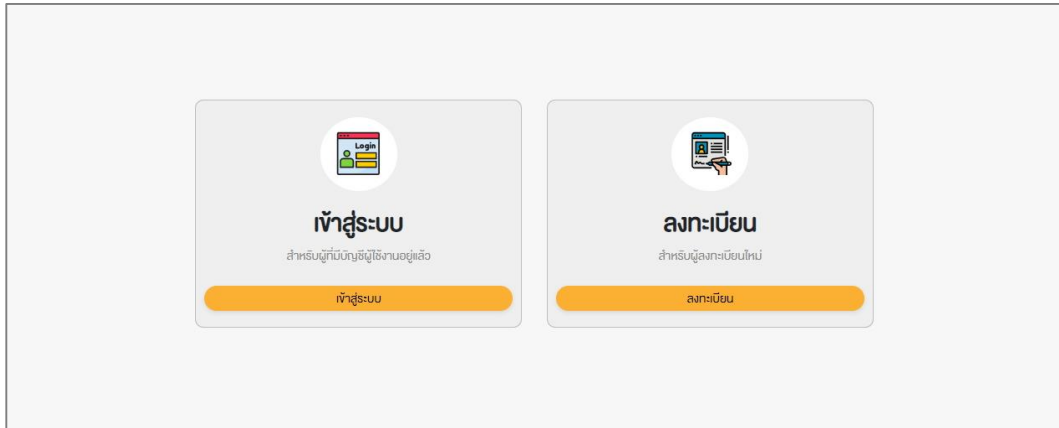 Login
เข้าสู่ระบบ
สำหรับผู้ที่มีบัญชีผู้ใช้งานอยู่แล้ว
เข้าสู่ระบบ
ลงทะเบียน
สำหรับผู้ลงทะเบียนใหม่
ลงทะเบียน